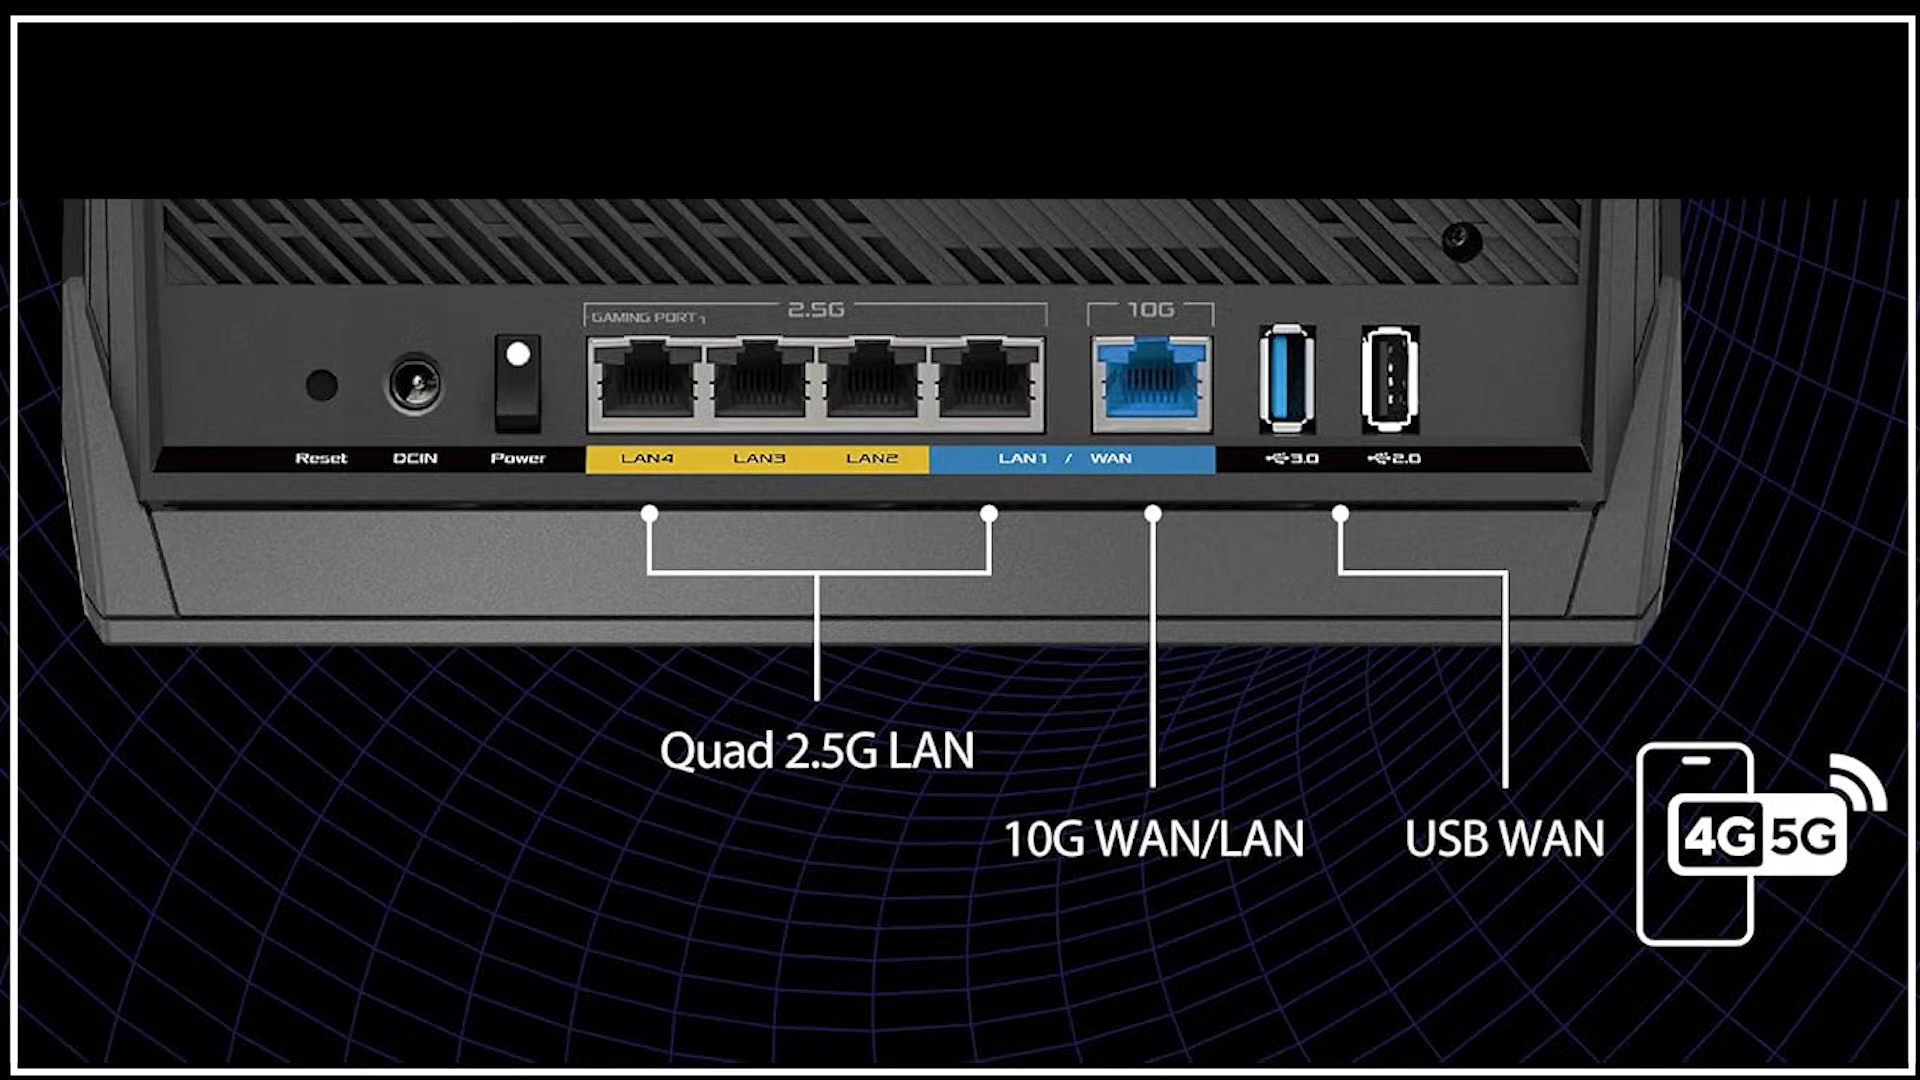 2.5G
10G
GAMING PORT
Reset
DCIN
Power
LAN4
LAN3
LAN2
LAN1 / WAN
3.0
2.0
Quad 2.5G LAN
10G WAN/LAN
USB WAN
4G 5G